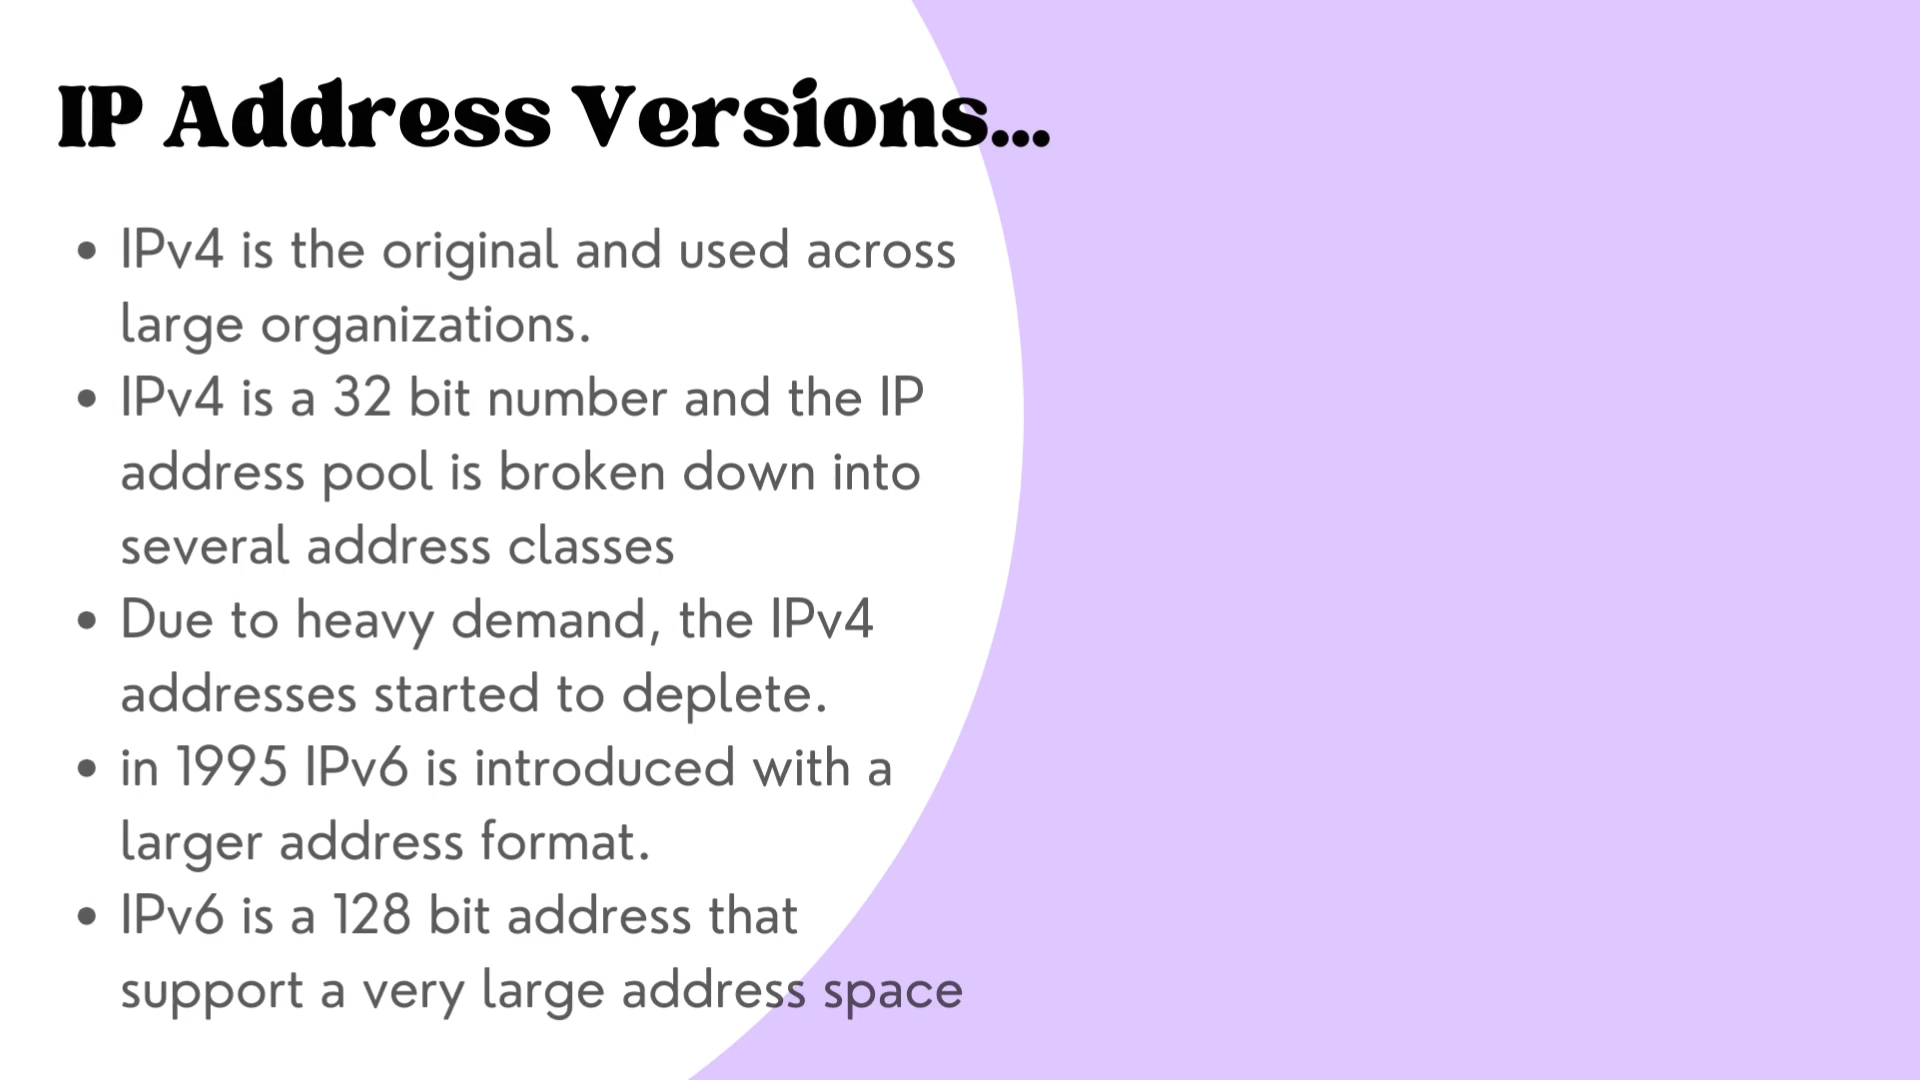 IP Address Versions...
• IPv4 is the original and used across
large organizations.
• IPv4 is a 32 bit number and the IP
address pool is broken down into
several address classes
• Due to heavy demand, the IPv4
addresses started to deplete.
• in 1995 IPv6 is introduced with a
larger address format.
• IPv6 is a 128 bit address that
support a very large address space